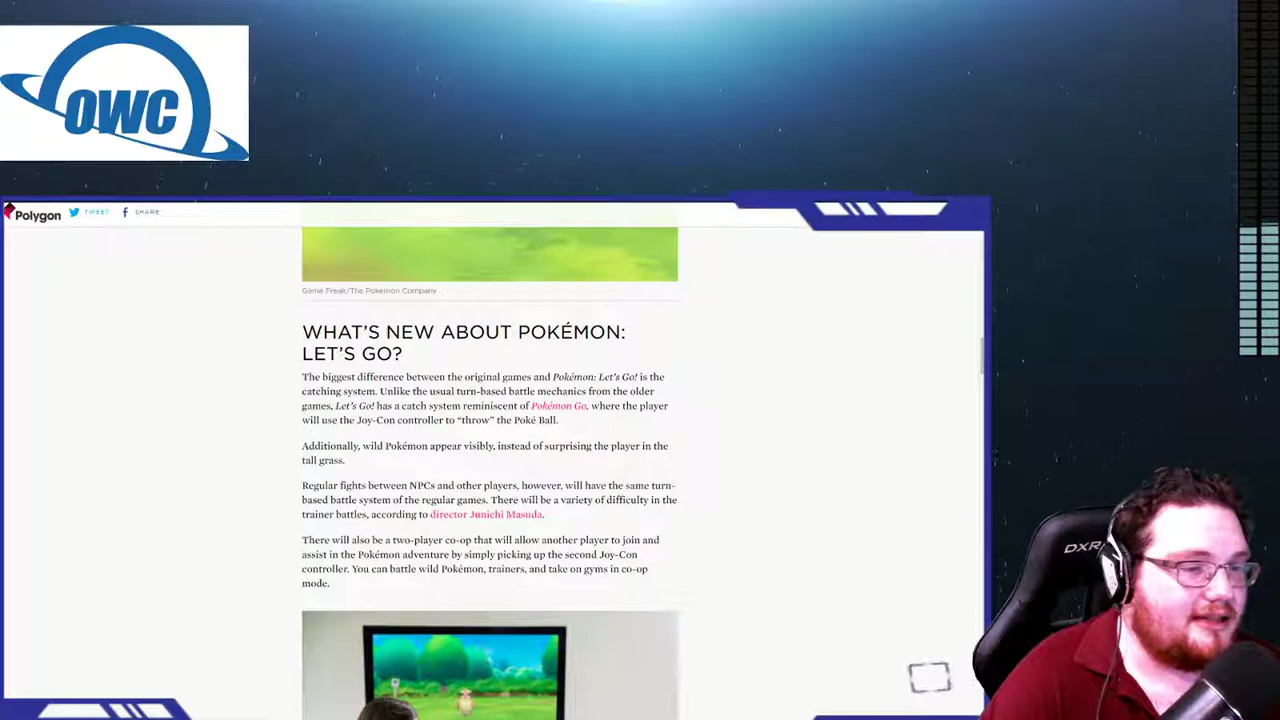 OWC
Polygon TWEET SHARE
Game Freak/The Pokemon Company
WHAT'S NEW ABOUT POKÉMON:
LET'S GO?
The biggest difference between the original games and Pokémon: Let's Go! is the
catching system. Unlike the usual turn-based battle mechanics from the older
games, Let's Go! has a catch system reminiscent of Pokémon Go, where the player
will use the Joy-Con controller to “throw” the Poké Ball.
Additionally, wild Pokémon appear visibly, instead of surprising the player in the
tall grass.
Regular fights between NPCs and other players, however, will have the same turn-
based battle system of the regular games. There will be a variety of difficulty in the
trainer battles, according to director Junichi Masuda.
There will also be a two-player co-op that will allow another player to join and
assist in the Pokémon adventure by simply picking up the second Joy-Con
controller. You can battle wild Pokémon, trainers, and take on gyms in co-op
mode.
DXR